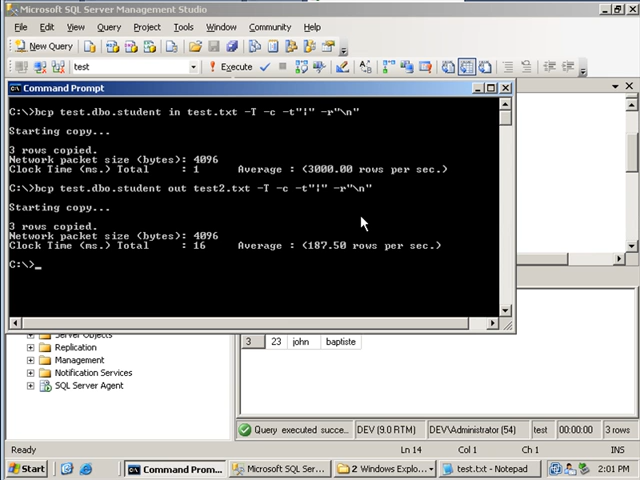 Microsoft SQL Server Management Studio
File Edit View Query Project Tools Window Community Help
New Query
test Execute
Command Prompt
C:\>bcp test.dbo.student in test.txt -T -c -t"|" -r"\n"
Starting copy...
3 rows copied.
Network packet size (bytes): 4096
Clock Time (ms.) Total : 1 Average : (3000.00 rows per sec.)
C:\>bcp test.dbo.student out test2.txt -T -c -t"|" -r"\n"
Starting copy...
3 rows copied.
Network packet size (bytes): 4096
Clock Time (ms.) Total : 16 Average : (187.50 rows per sec.)
C:\>_
Server Objects
Replication
Management
Notification Services
SQL Server Agent
3 23 john baptiste
Query executed succe... DEV (9.0 RTM) DEV\Administrator (54) test 00:00:00 3 rows
Ready Ln 14 Col 1 Ch 1 INS
Start Command Prom... Microsoft SQL Ser... 2 Windows Explo... test.txt - Notepad 2:01 PM